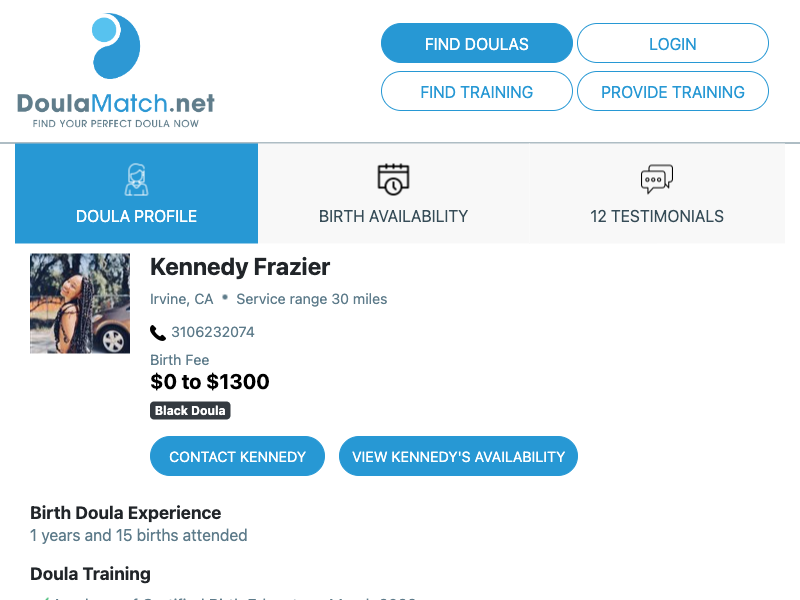 DoulaMatch.net
FIND YOUR PERFECT DOULA NOW
FIND DOULAS
LOGIN
FIND TRAINING
PROVIDE TRAINING
DOULA PROFILE
BIRTH AVAILABILITY
12 TESTIMONIALS
Kennedy Frazier
Irvine, CA • Service range 30 miles
3106232074
Birth Fee
$0 to $1300
Black Doula
CONTACT KENNEDY
VIEW KENNEDY'S AVAILABILITY
Birth Doula Experience
1 years and 15 births attended
Doula Training